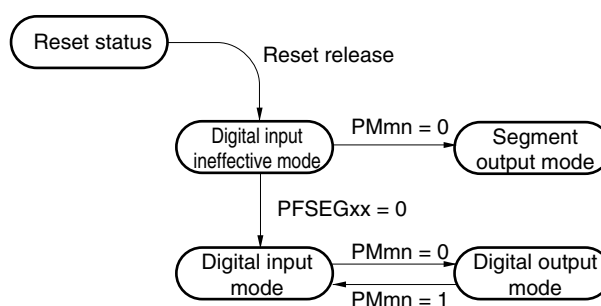 Reset status
Reset release
Digital input
ineffective mode
PMmn = 0
Segment
output mode
PFSEGxx = 0
Digital input
mode
PMmn = 0
PMmn = 1
Digital output
mode